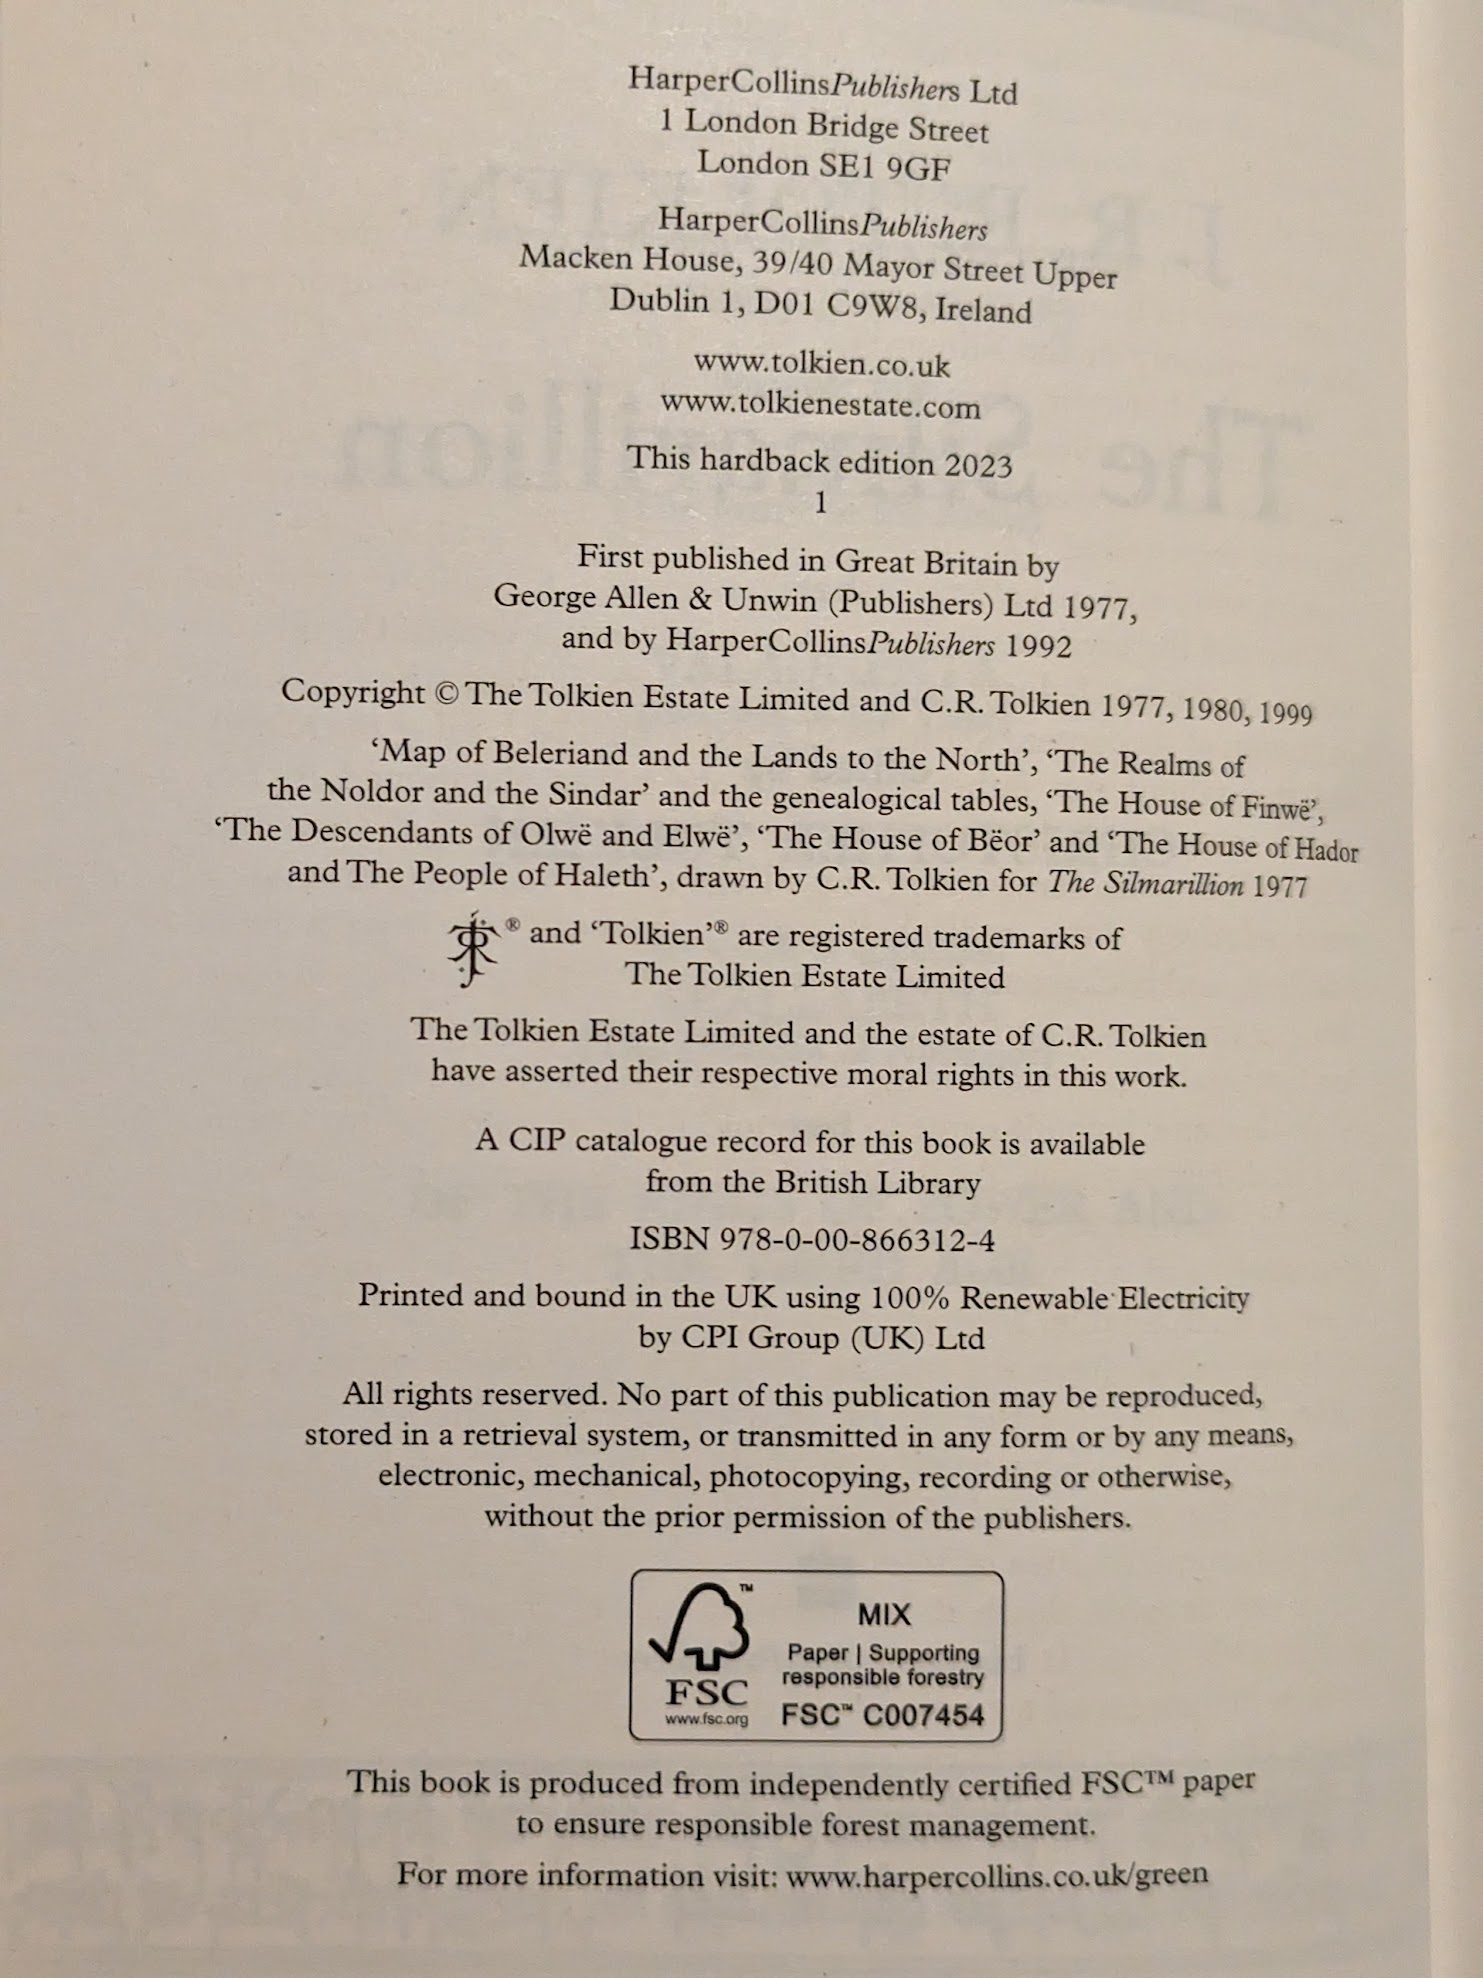 HarperCollinsPublishers Ltd
1 London Bridge Street
London SE1 9GF
HarperCollinsPublishers
Macken House, 39/40 Mayor Street Upper
Dublin 1, D01 C9W8, Ireland
www.tolkien.co.uk
www.tolkienestate.com
This hardback edition 2023
1
First published in Great Britain by
George Allen & Unwin (Publishers) Ltd 1977,
and by HarperCollinsPublishers 1992
Copyright © The Tolkien Estate Limited and C.R. Tolkien 1977, 1980, 1999
‘Map of Beleriand and the Lands to the North’, ‘The Realms of
the Noldor and the Sindar’ and the genealogical tables, ‘The House of Finwë’,
‘The Descendants of Olwë and Elwë’, ‘The House of Bëor’ and ‘The House of Hador
and The People of Haleth’, drawn by C.R. Tolkien for The Silmarillion 1977
® and ‘Tolkien’® are registered trademarks of
The Tolkien Estate Limited
The Tolkien Estate Limited and the estate of C.R. Tolkien
have asserted their respective moral rights in this work.
A CIP catalogue record for this book is available
from the British Library
ISBN 978-0-00-866312-4
Printed and bound in the UK using 100% Renewable Electricity
by CPI Group (UK) Ltd
All rights reserved. No part of this publication may be reproduced,
stored in a retrieval system, or transmitted in any form or by any means,
electronic, mechanical, photocopying, recording or otherwise,
without the prior permission of the publishers.
FSC
www.fsc.org
™
MIX
Paper | Supporting
responsible forestry
FSC™ C007454
This book is produced from independently certified FSC™ paper
to ensure responsible forest management.
For more information visit: www.harpercollins.co.uk/green